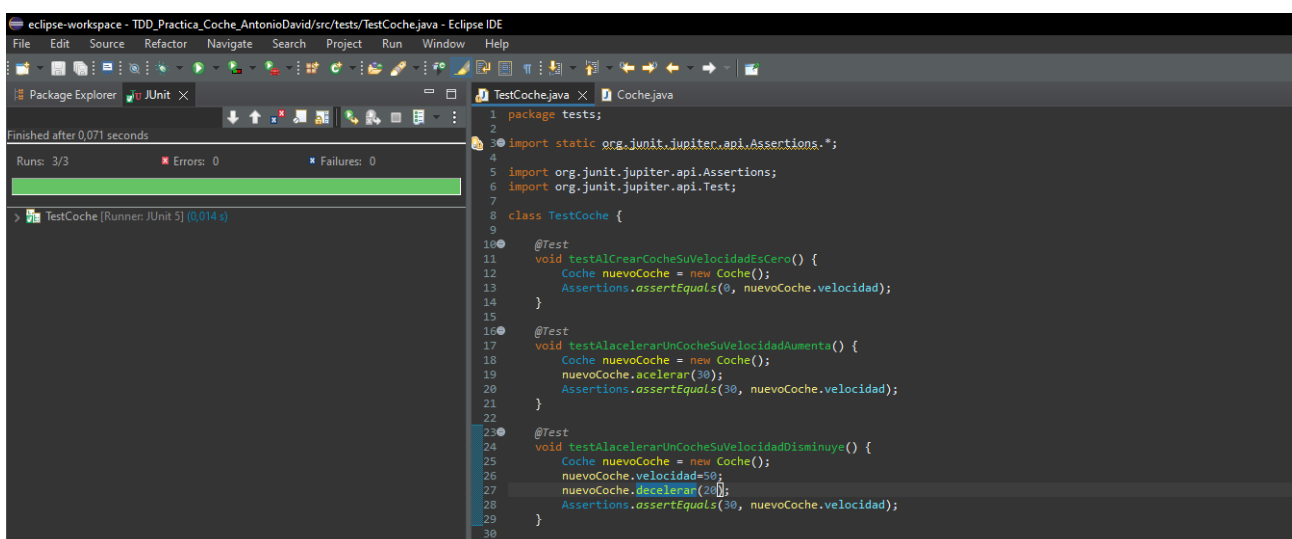 eclipse-workspace - TDD_Practica_Coche_AntonioDavid/src/tests/TestCoche.java - Eclipse IDE
File Edit Source Refactor Navigate Search Project Run Window Help
Package Explorer JUnit
Finished after 0,071 seconds
Runs: 3/3 Errors: 0 Failures: 0
TestCoche [Runner: JUnit 5] (0,014 s)
TestCoche.java Coche.java
1 package tests;
2
3 import static org.junit.jupiter.api.Assertions.*;
4
5 import org.junit.jupiter.api.Assertions;
6 import org.junit.jupiter.api.Test;
7
8 class TestCoche {
9
10 @Test
11 void testAlCrearCocheSuVelocidadEsCero() {
12 Coche nuevoCoche = new Coche();
13 Assertions.assertEquals(0, nuevoCoche.velocidad);
14 }
15
16 @Test
17 void testAlacelerarUnCocheSuVelocidadAumenta() {
18 Coche nuevoCoche = new Coche();
19 nuevoCoche.acelerar(30);
20 Assertions.assertEquals(30, nuevoCoche.velocidad);
21 }
22
23 @Test
24 void testAlacelerarUnCocheSuVelocidadDisminuye() {
25 Coche nuevoCoche = new Coche();
26 nuevoCoche.velocidad=50;
27 nuevoCoche.decelerar(20);
28 Assertions.assertEquals(30, nuevoCoche.velocidad);
29 }
30